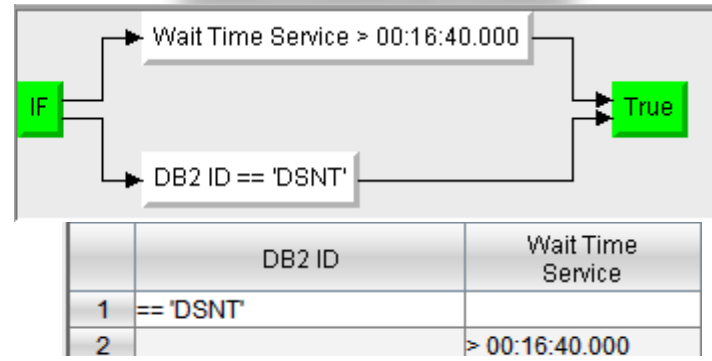 Wait Time Service > 00:16:40.000
IF
True
DB2 ID == 'DSNT'
DB2 ID
Wait Time
Service
1 == 'DSNT'
2 > 00:16:40.000